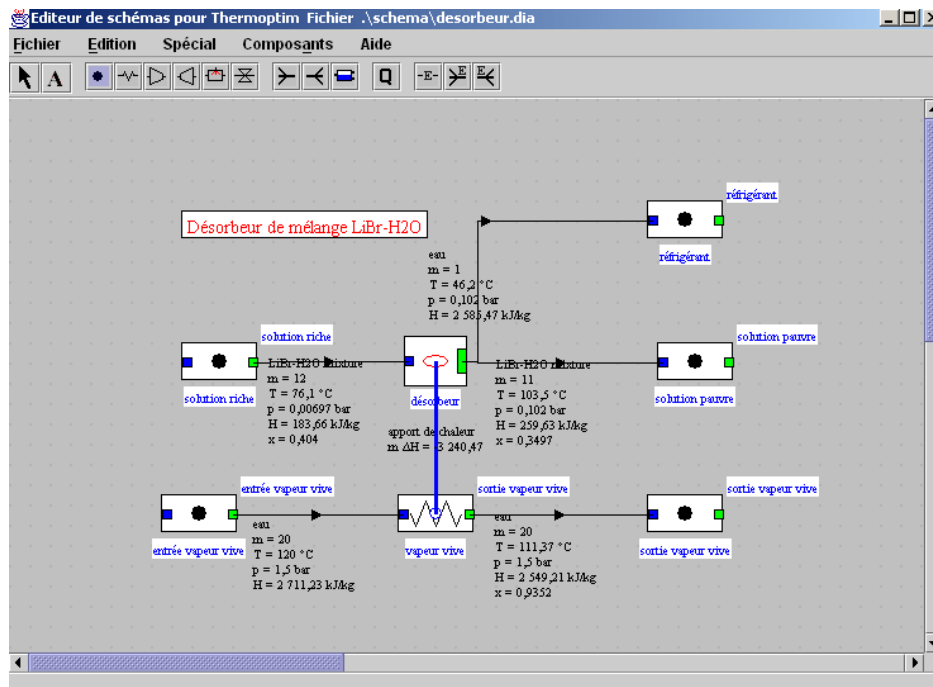 Editeur de schémas pour Thermoptim Fichier .\schema\desorbeur.dia
Fichier Edition Spécial Composants Aide
A Q -E- E E
réfrigérant
Désorbeur de mélange LiBr-H2O
réfrigérant
eau
m = 1
T = 46,2 °C
p = 0,102 bar
H = 2 585,47 kJ/kg
solution riche
solution pauvre
LiBr-H2O mixture
m = 12
T = 76,1 °C
p = 0,00697 bar
H = 183,66 kJ/kg
x = 0,404
solution riche
désorbeur
LiBr-H2O mixture
m = 11
T = 103,5 °C
p = 0,102 bar
H = 259,63 kJ/kg
x = 0,3497
solution pauvre
apport de chaleur
m ΔH = 3 240,47
entrée vapeur vive
sortie vapeur vive
sortie vapeur vive
entrée vapeur vive
eau
m = 20
T = 120 °C
p = 1,5 bar
H = 2 711,23 kJ/kg
vapeur vive
eau
m = 20
T = 111,37 °C
p = 1,5 bar
H = 2 549,21 kJ/kg
x = 0,9352
sortie vapeur vive